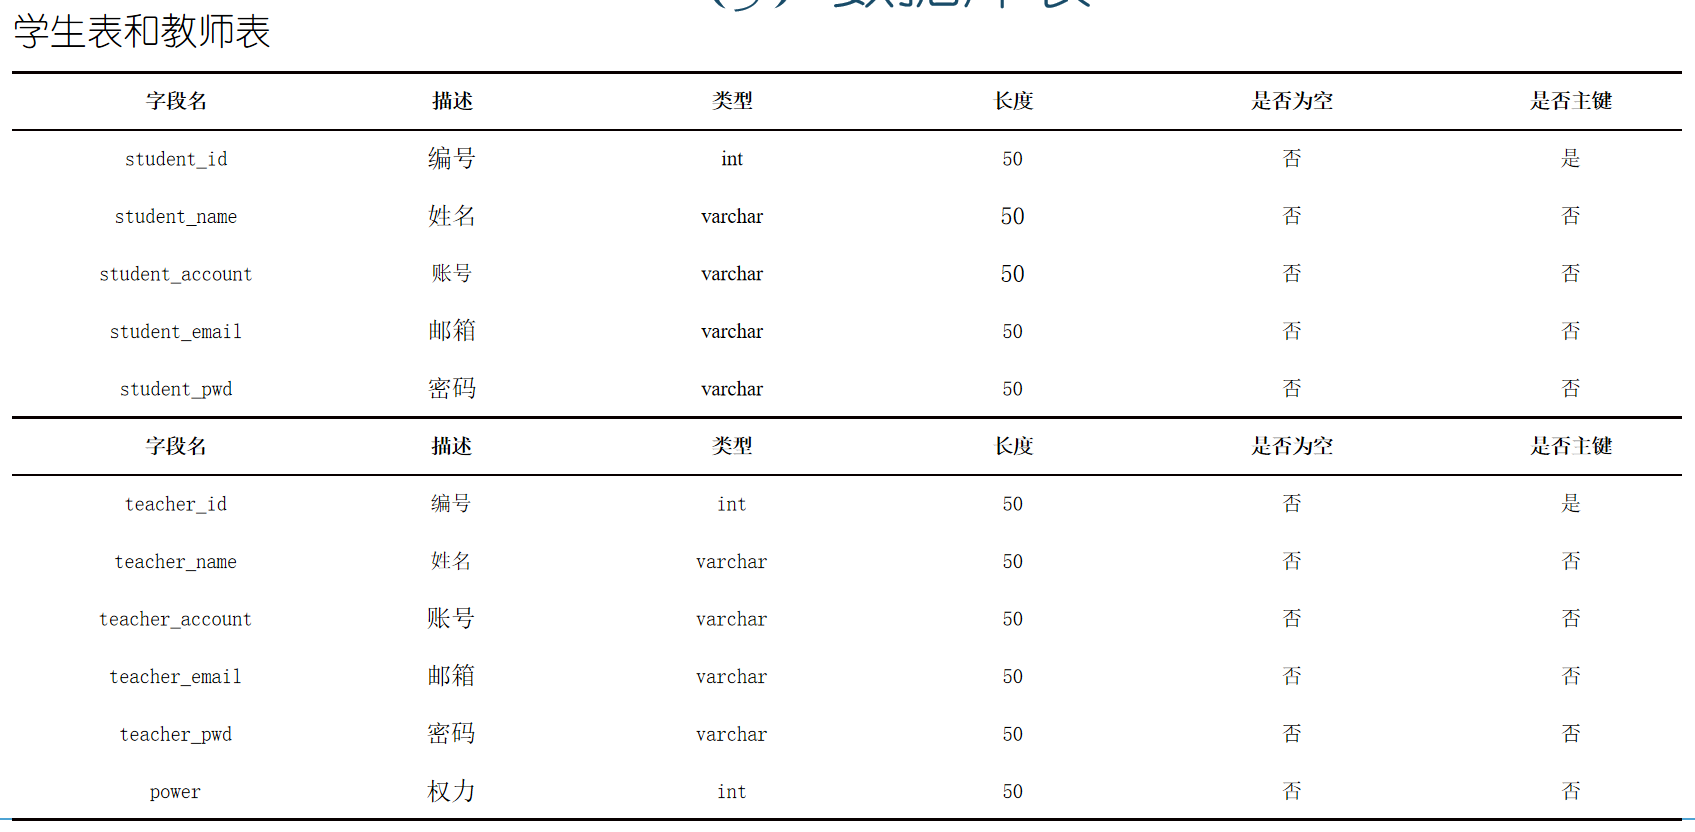 学生表和教师表
字段名 描述 类型 长度 是否为空 是否主键
student_id 编号 int 50 否 是
student_name 姓名 varchar 50 否 否
student_account 账号 varchar 50 否 否
student_email 邮箱 varchar 50 否 否
student_pwd 密码 varchar 50 否 否
字段名 描述 类型 长度 是否为空 是否主键
teacher_id 编号 int 50 否 是
teacher_name 姓名 varchar 50 否 否
teacher_account 账号 varchar 50 否 否
teacher_email 邮箱 varchar 50 否 否
teacher_pwd 密码 varchar 50 否 否
power 权力 int 50 否 否